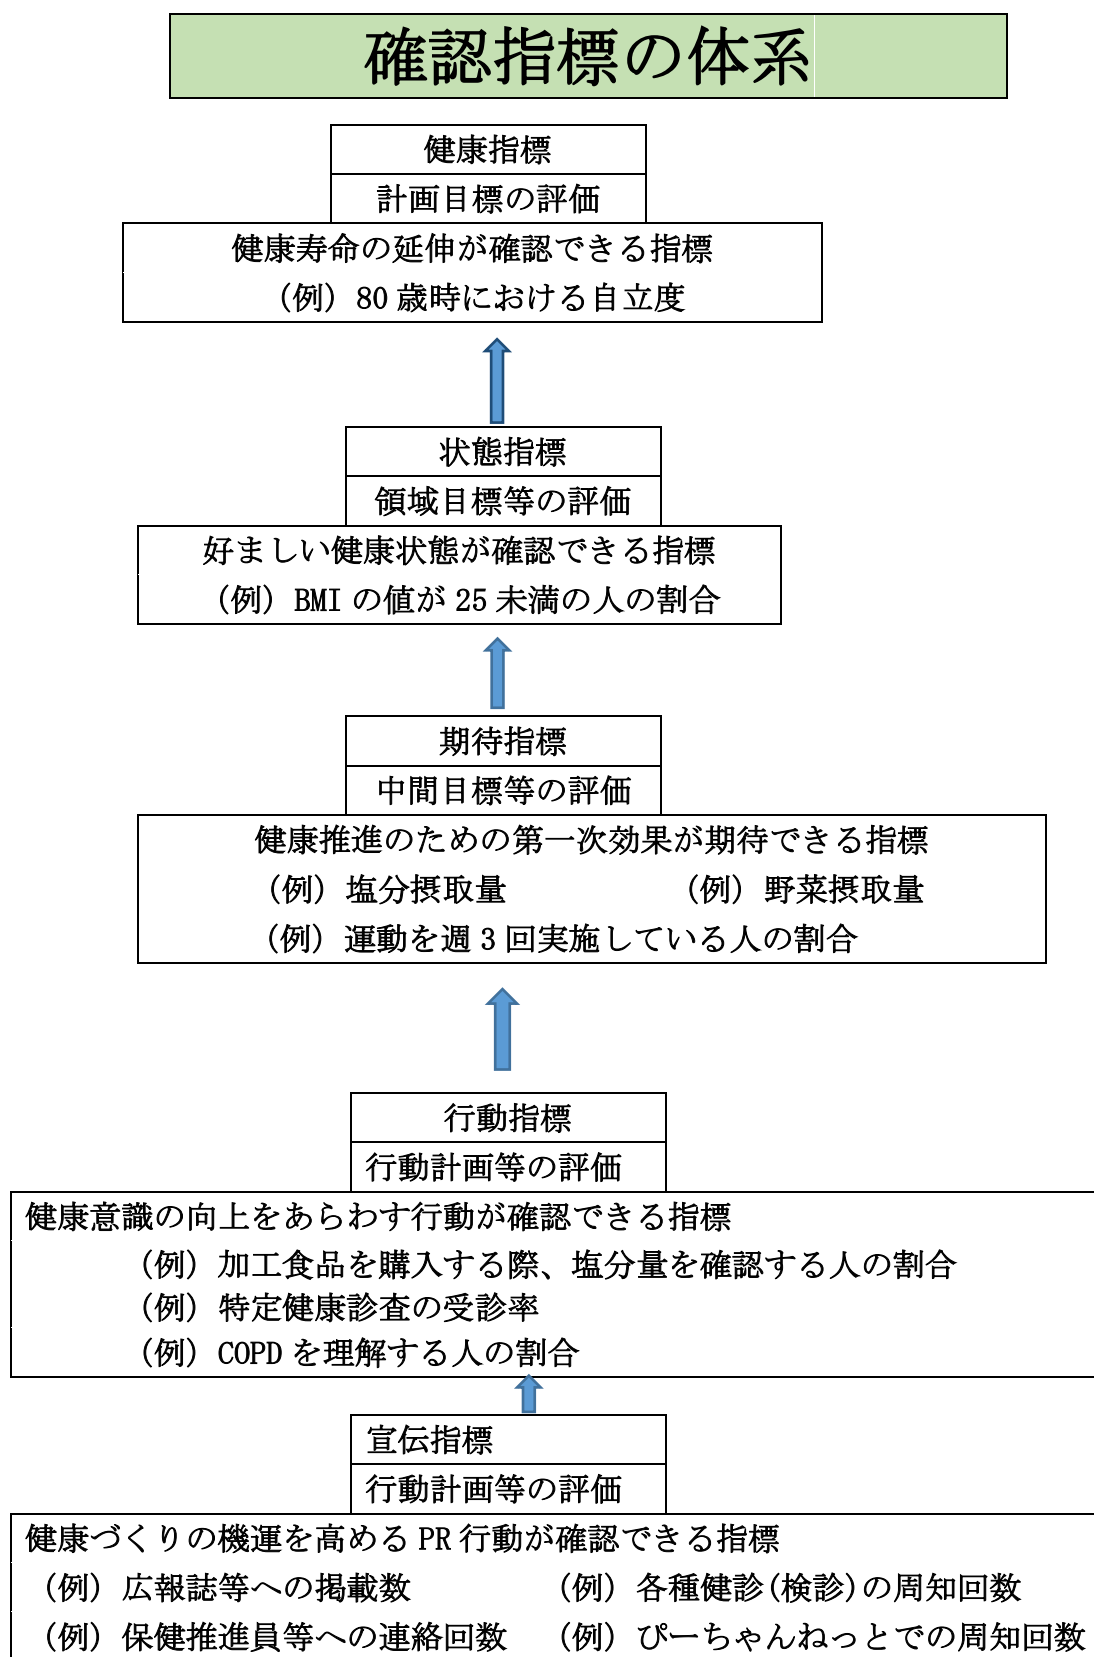 確認指標の体系
健康指標
計画目標の評価
健康寿命の延伸が確認できる指標
（例）80歳時における自立度
状態指標
領域目標等の評価
好ましい健康状態が確認できる指標
（例）BMIの値が25未満の人の割合
期待指標
中間目標等の評価
健康推進のための第一次効果が期待できる指標
（例）塩分摂取量　（例）野菜摂取量
（例）運動を週3回実施している人の割合
行動指標
行動計画等の評価
健康意識の向上をあらわす行動が確認できる指標
（例）加工食品を購入する際、塩分量を確認する人の割合
（例）特定健康診査の受診率
（例）COPDを理解する人の割合
宣伝指標
行動計画等の評価
健康づくりの機運を高めるPR行動が確認できる指標
（例）広報誌等への掲載数　（例）各種健診(検診)の周知回数
（例）保健推進員等への連絡回数　（例）ぴーちゃんねっとでの周知回数